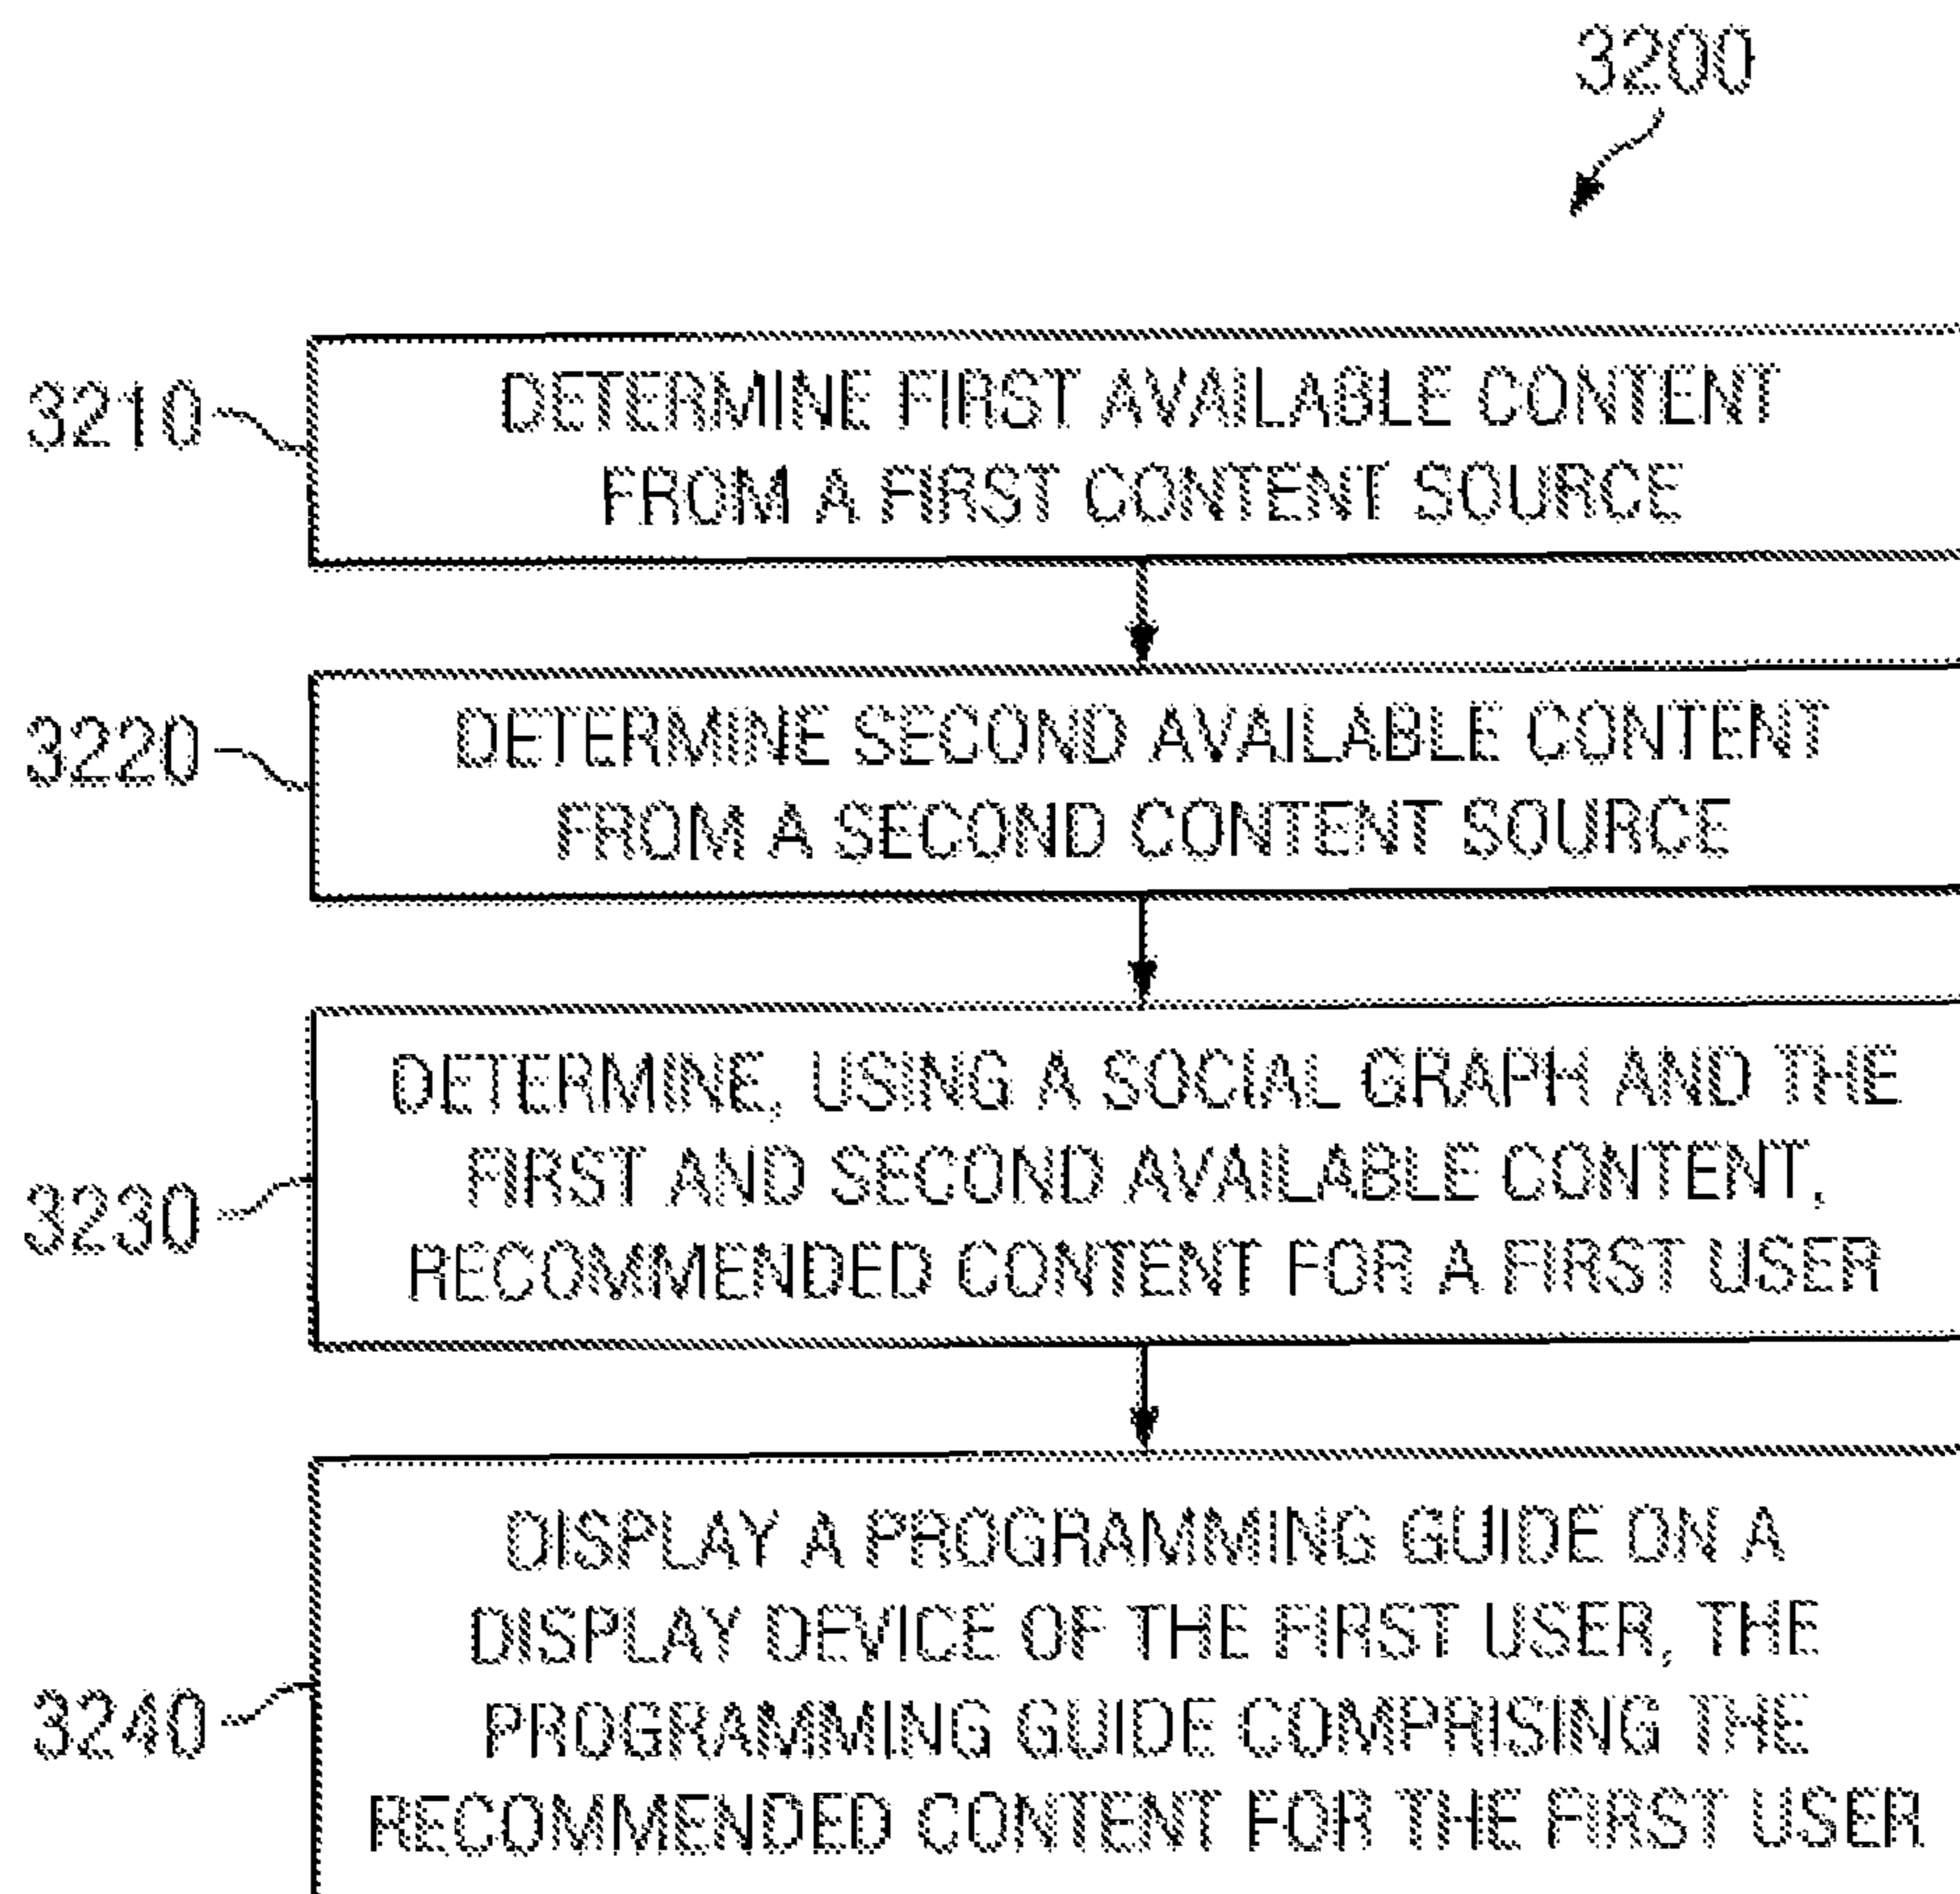 3200
3210
DETERMINE FIRST AVAILABLE CONTENT
FROM A FIRST CONTENT SOURCE
3220
DETERMINE SECOND AVAILABLE CONTENT
FROM A SECOND CONTENT SOURCE
3230
DETERMINE, USING A SOCIAL GRAPH AND THE
FIRST AND SECOND AVAILABLE CONTENT,
RECOMMENDED CONTENT FOR A FIRST USER
3240
DISPLAY A PROGRAMMING GUIDE ON A
DISPLAY DEVICE OF THE FIRST USER, THE
PROGRAMMING GUIDE COMPRISING THE
RECOMMENDED CONTENT FOR THE FIRST USER